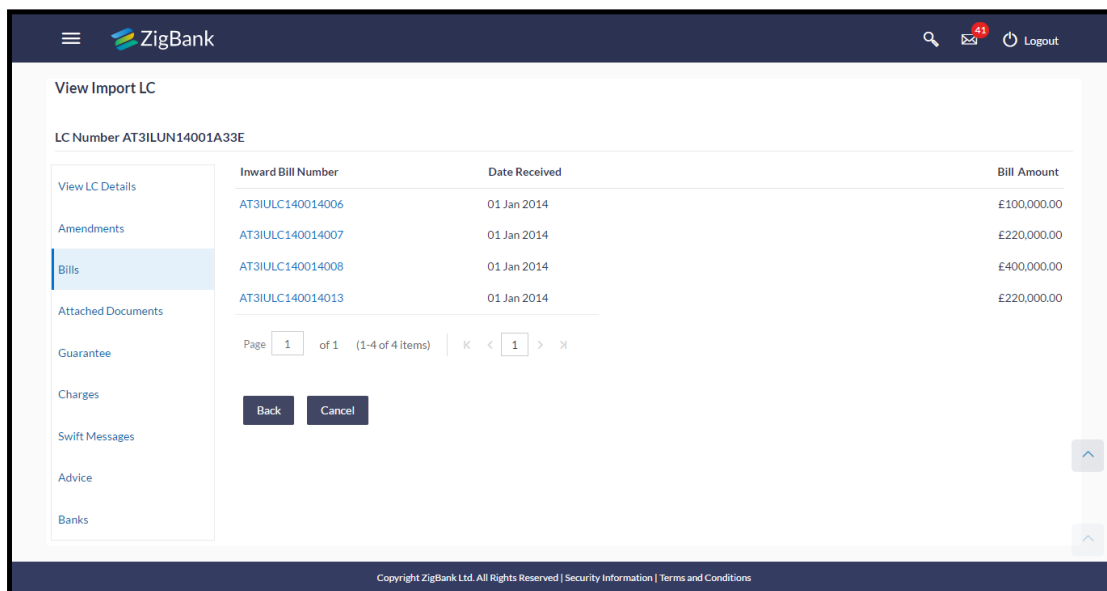 ZigBank
41
Logout
View Import LC
LC Number AT3ILUN14001A33E
View LC Details
Amendments
Bills
Attached Documents
Guarantee
Charges
Swift Messages
Advice
Banks
Inward Bill Number Date Received Bill Amount
AT3IULC140014006 01 Jan 2014 £100,000.00
AT3IULC140014007 01 Jan 2014 £220,000.00
AT3IULC140014008 01 Jan 2014 £400,000.00
AT3IULC140014013 01 Jan 2014 £220,000.00
Page 1 of 1 (1-4 of 4 items) 1
Back Cancel
Copyright ZigBank Ltd. All Rights Reserved | Security Information | Terms and Conditions